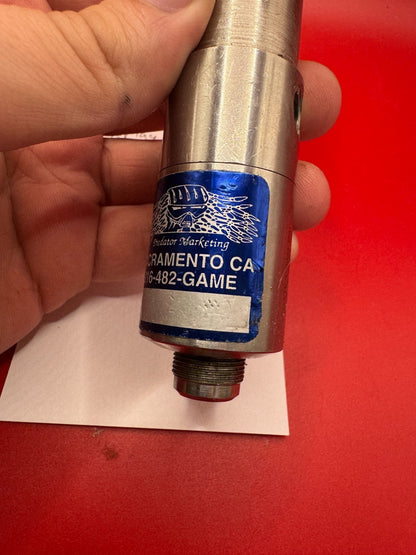 Predator Marketing
CRAMENTO CA
6-482-GAME